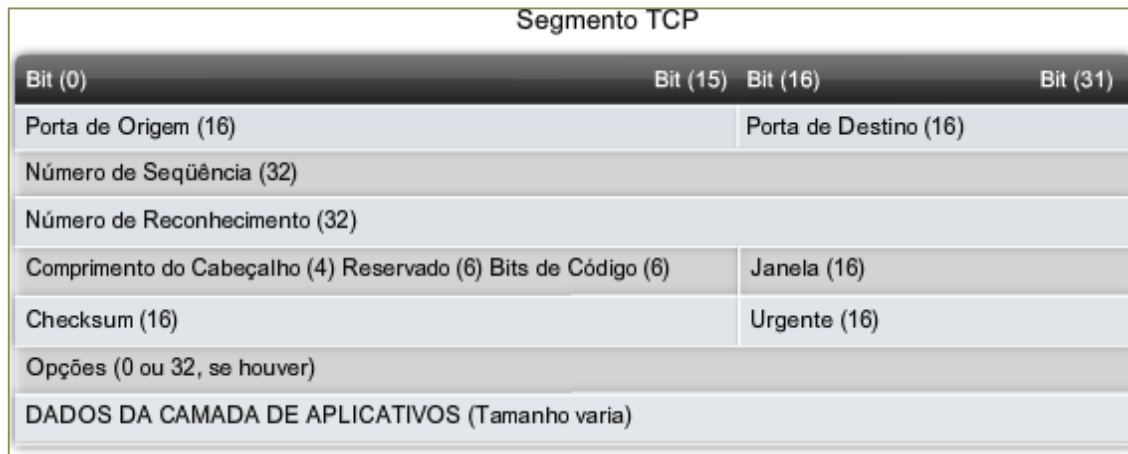 Segmento TCP
Bit (0) Bit (15) Bit (16) Bit (31)
Porta de Origem (16) Porta de Destino (16)
Número de Seqüência (32)
Número de Reconhecimento (32)
Comprimento do Cabeçalho (4) Reservado (6) Bits de Código (6) Janela (16)
Checksum (16) Urgente (16)
Opções (0 ou 32, se houver)
DADOS DA CAMADA DE APLICATIVOS (Tamanho varia)